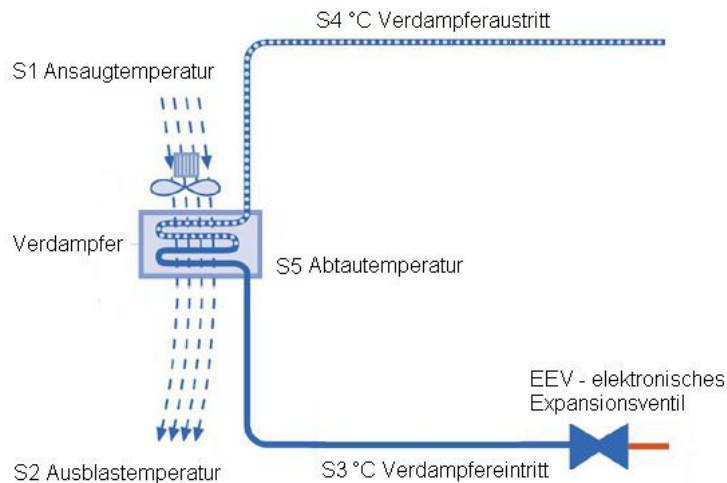 S4 °C Verdampferaustritt
S1 Ansaugtemperatur
Verdampfer
S5 Abtautemperatur
EEV - elektronisches
Expansionsventil
S2 Ausblastemperatur
S3 °C Verdampfereintritt